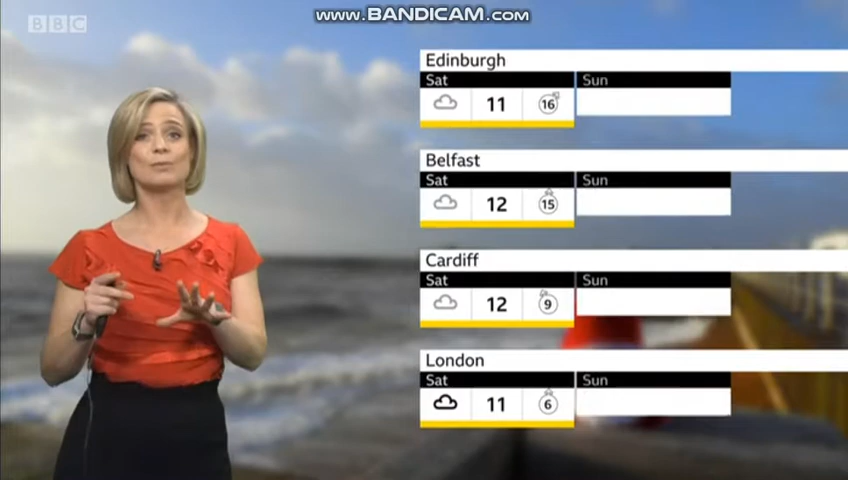 www.BANDICAM.com
BBC
Edinburgh
Sat Sun
11 16
Belfast
Sat Sun
12 15
Cardiff
Sat Sun
12 9
London
Sat Sun
11 6